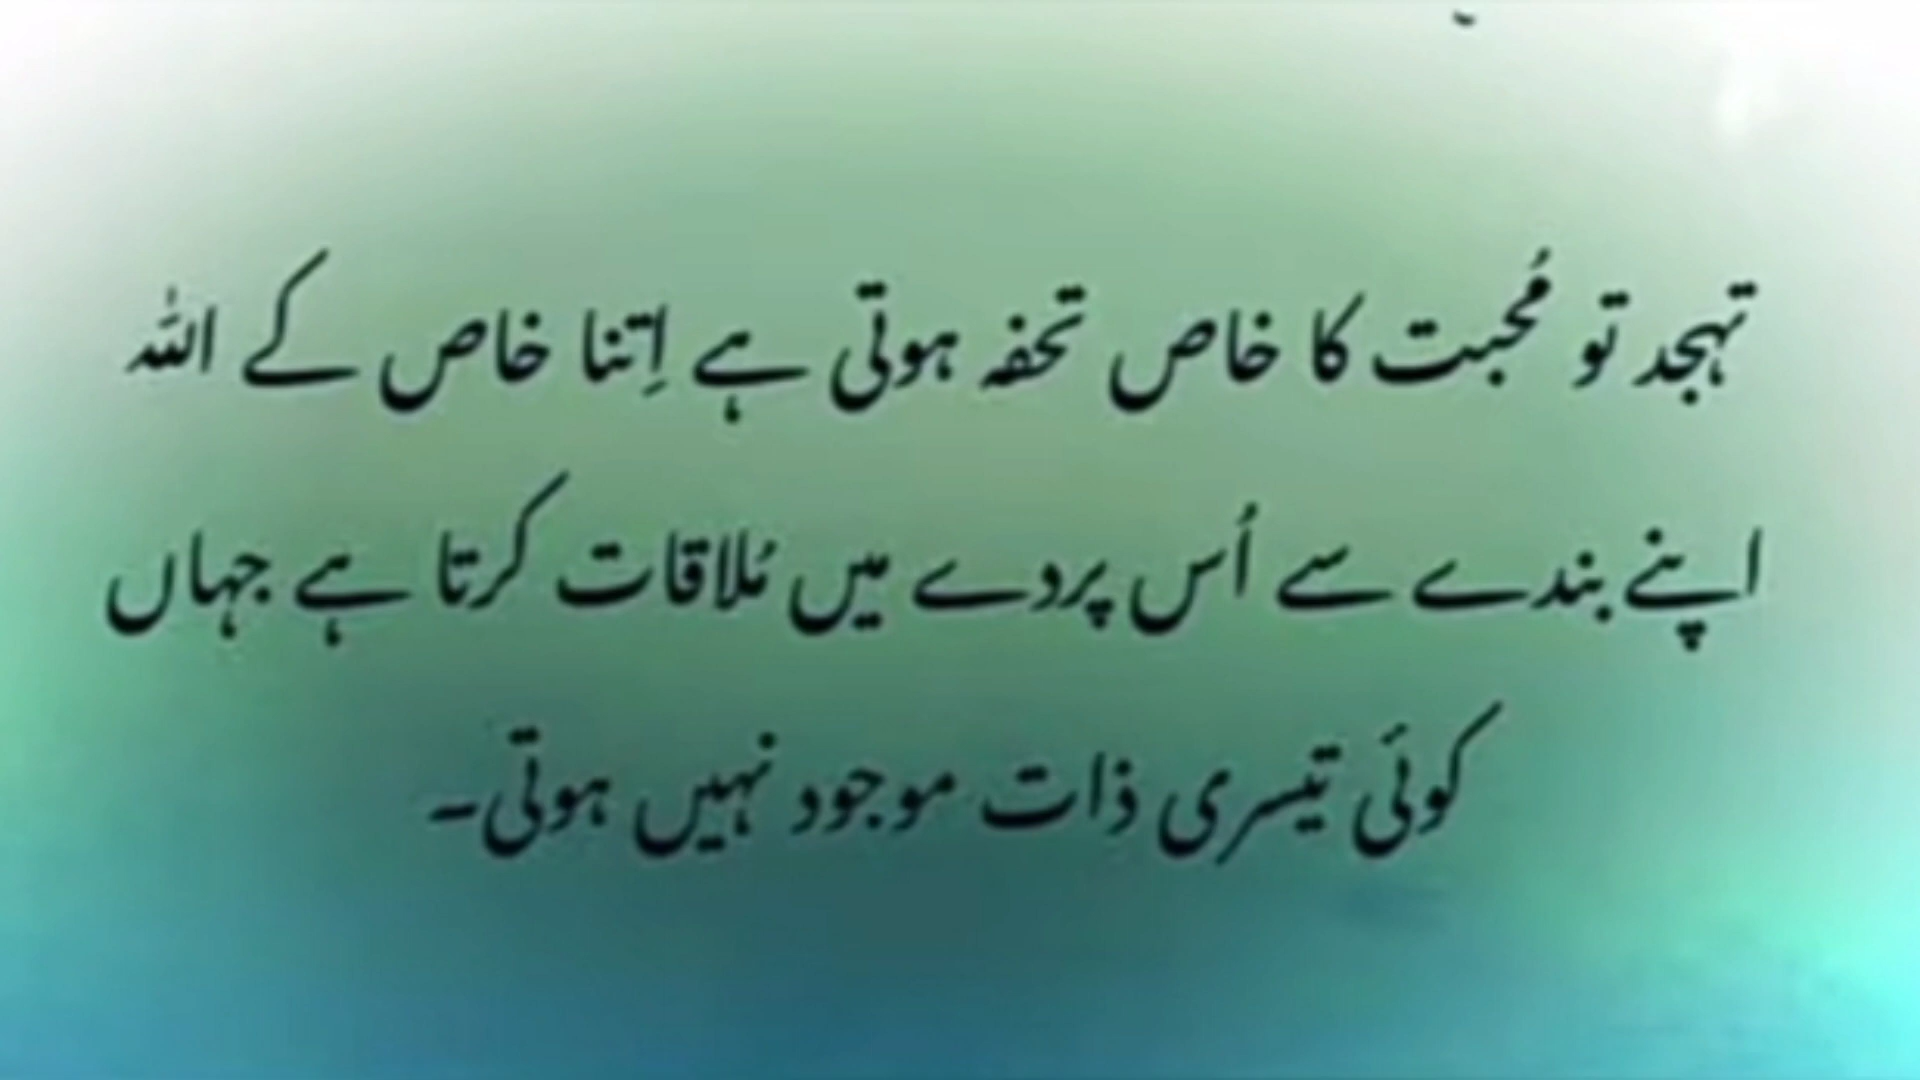 تہجد تو مُحبت کا خاص تحفہ ہوتی ہے اِتنا خاص کے اللہ
اپنے بندے سے اُس پردے میں مُلاقات کرتا ہے جہاں
کوئی تیسری ذات موجود نہیں ہوتی۔